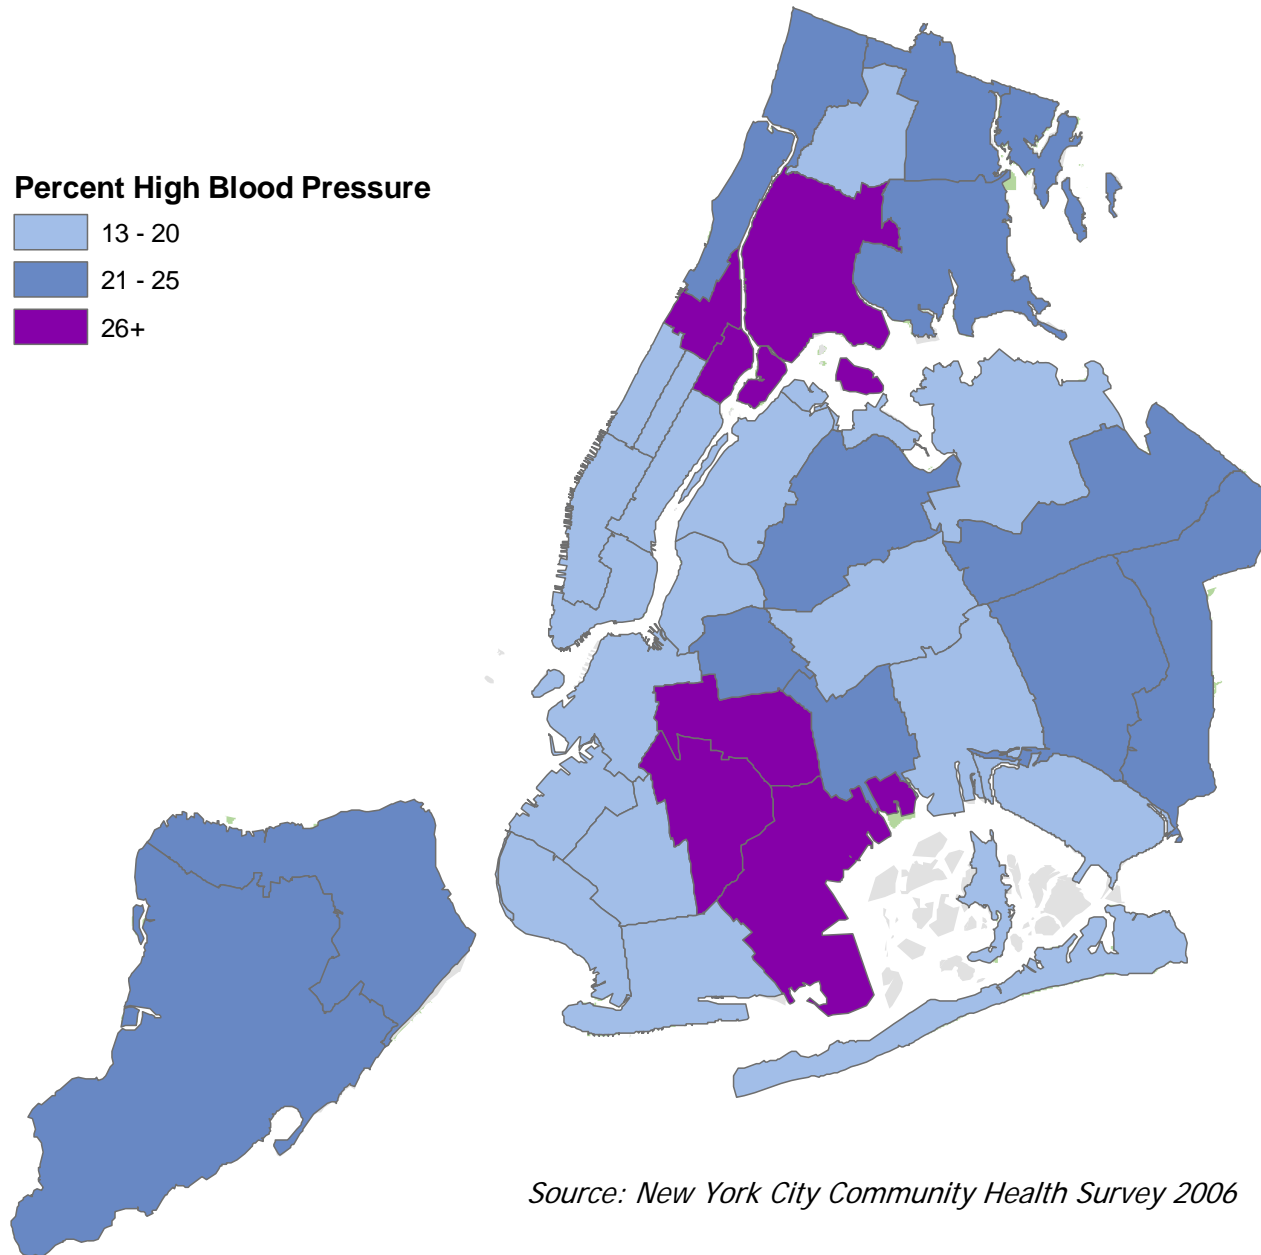 Percent High Blood Pressure
13 - 20
21 - 25
26+
Source: New York City Community Health Survey 2006